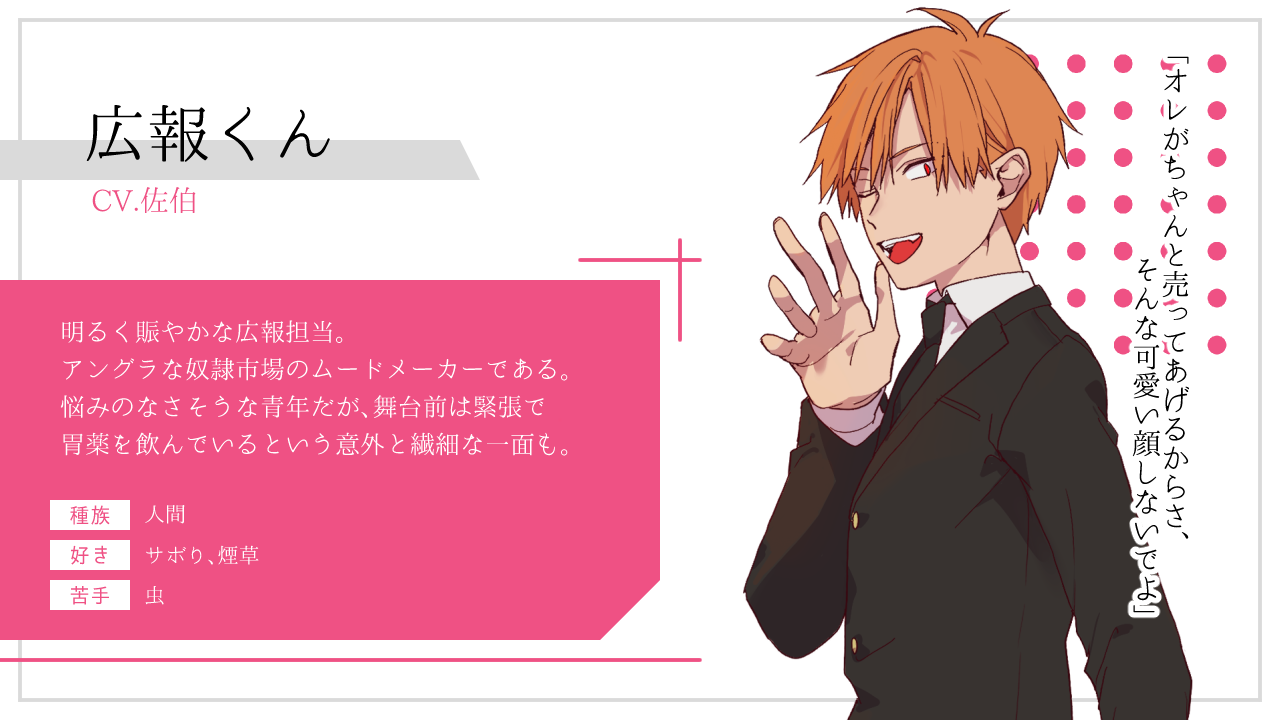 広報くん
CV.佐伯
明るく賑やかな広報担当。
アングラな奴隷市場のムードメーカーである。
悩みのなさそうな青年だが、舞台前は緊張で
胃薬を飲んでいるという意外と繊細な一面も。
種族 人間
好き サボり、煙草
苦手 虫
「オレがちゃんと売ってあげるからさ、
そんな可愛い顔しないでよ」